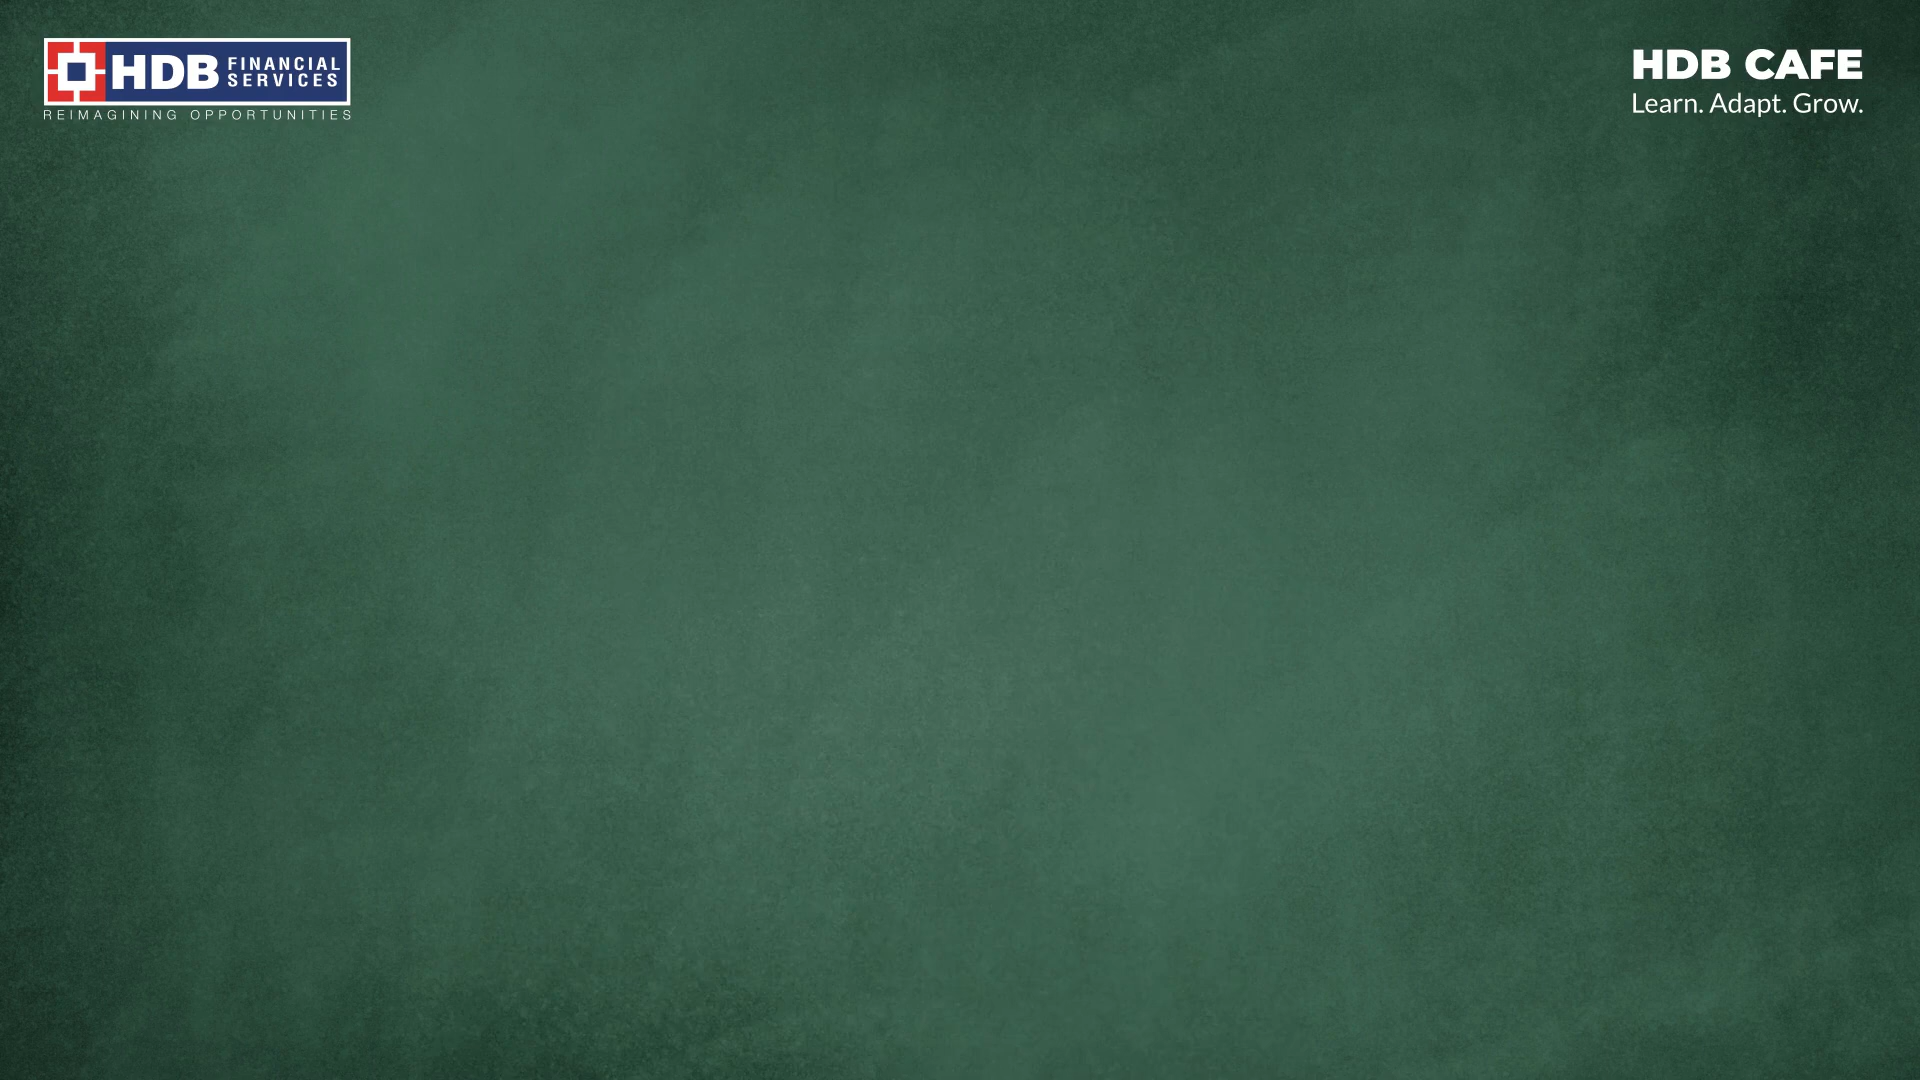 HDB FINANCIAL SERVICES
REIMAGINING OPPORTUNITIES
HDB CAFE
Learn. Adapt. Grow.